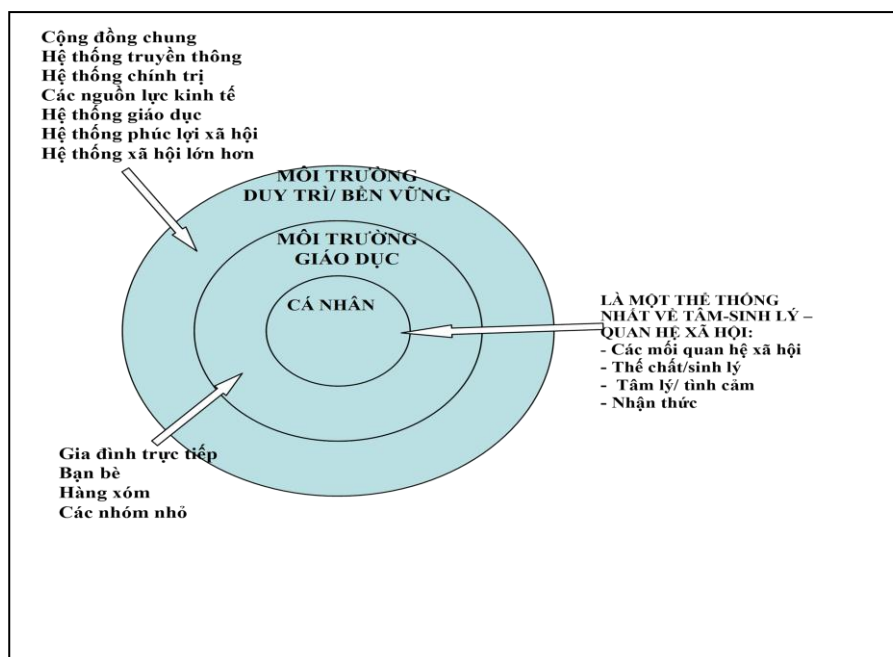 Cộng đồng chung
Hệ thống truyền thông
Hệ thống chính trị
Các nguồn lực kinh tế
Hệ thống giáo dục
Hệ thống phúc lợi xã hội
Hệ thống xã hội lớn hơn
MÔI TRƯỜNG
DUY TRÌ/ BỀN VỮNG
MÔI TRƯỜNG
GIÁO DỤC
CÁ NHÂN
LÀ MỘT THỂ THỐNG
NHẤT VỀ TÂM-SINH LÝ –
QUAN HỆ XÃ HỘI:
- Các mối quan hệ xã hội
- Thể chất/sinh lý
- Tâm lý/ tình cảm
- Nhận thức
Gia đình trực tiếp
Bạn bè
Hàng xóm
Các nhóm nhỏ